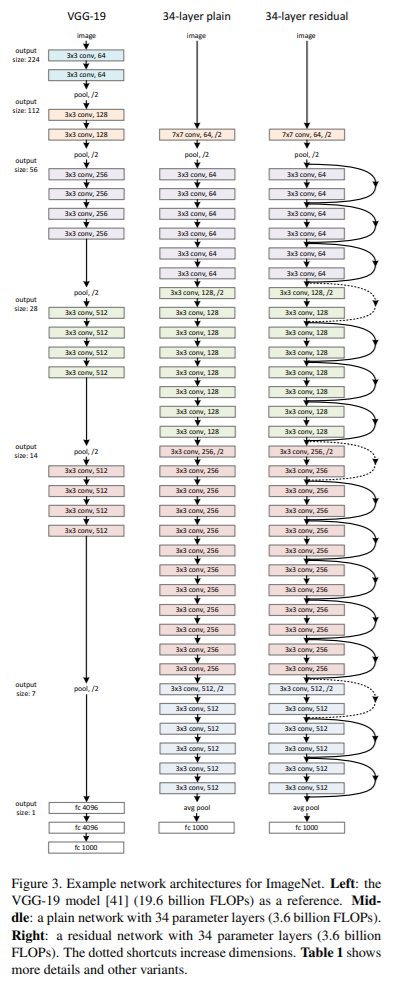 VGG-19
image
output
size: 224
3x3 conv, 64
3x3 conv, 64
pool, /2
output
size: 112
3x3 conv, 128
3x3 conv, 128
pool, /2
output
size: 56
3x3 conv, 256
3x3 conv, 256
3x3 conv, 256
3x3 conv, 256
pool, /2
output
size: 28
3x3 conv, 512
3x3 conv, 512
3x3 conv, 512
3x3 conv, 512
pool, /2
output
size: 14
3x3 conv, 512
3x3 conv, 512
3x3 conv, 512
3x3 conv, 512
pool, /2
output
size: 7
output
size: 1
fc 4096
fc 4096
fc 1000
34-layer plain
image
7x7 conv, 64, /2
pool, /2
3x3 conv, 64
3x3 conv, 64
3x3 conv, 64
3x3 conv, 64
3x3 conv, 64
3x3 conv, 64
3x3 conv, 128, /2
3x3 conv, 128
3x3 conv, 128
3x3 conv, 128
3x3 conv, 128
3x3 conv, 128
3x3 conv, 128
3x3 conv, 128
3x3 conv, 256, /2
3x3 conv, 256
3x3 conv, 256
3x3 conv, 256
3x3 conv, 256
3x3 conv, 256
3x3 conv, 256
3x3 conv, 256
3x3 conv, 256
3x3 conv, 256
3x3 conv, 256
3x3 conv, 256
3x3 conv, 512, /2
3x3 conv, 512
3x3 conv, 512
3x3 conv, 512
3x3 conv, 512
3x3 conv, 512
avg pool
fc 1000
34-layer residual
image
7x7 conv, 64, /2
pool, /2
3x3 conv, 64
3x3 conv, 64
3x3 conv, 64
3x3 conv, 64
3x3 conv, 64
3x3 conv, 64
3x3 conv, 128, /2
3x3 conv, 128
3x3 conv, 128
3x3 conv, 128
3x3 conv, 128
3x3 conv, 128
3x3 conv, 128
3x3 conv, 128
3x3 conv, 256, /2
3x3 conv, 256
3x3 conv, 256
3x3 conv, 256
3x3 conv, 256
3x3 conv, 256
3x3 conv, 256
3x3 conv, 256
3x3 conv, 256
3x3 conv, 256
3x3 conv, 256
3x3 conv, 256
3x3 conv, 512, /2
3x3 conv, 512
3x3 conv, 512
3x3 conv, 512
3x3 conv, 512
3x3 conv, 512
avg pool
fc 1000
Figure 3. Example network architectures for ImageNet. Left: the
VGG-19 model [41] (19.6 billion FLOPs) as a reference. Mid-
dle: a plain network with 34 parameter layers (3.6 billion FLOPs).
Right: a residual network with 34 parameter layers (3.6 billion
FLOPs). The dotted shortcuts increase dimensions. Table 1 shows
more details and other variants.